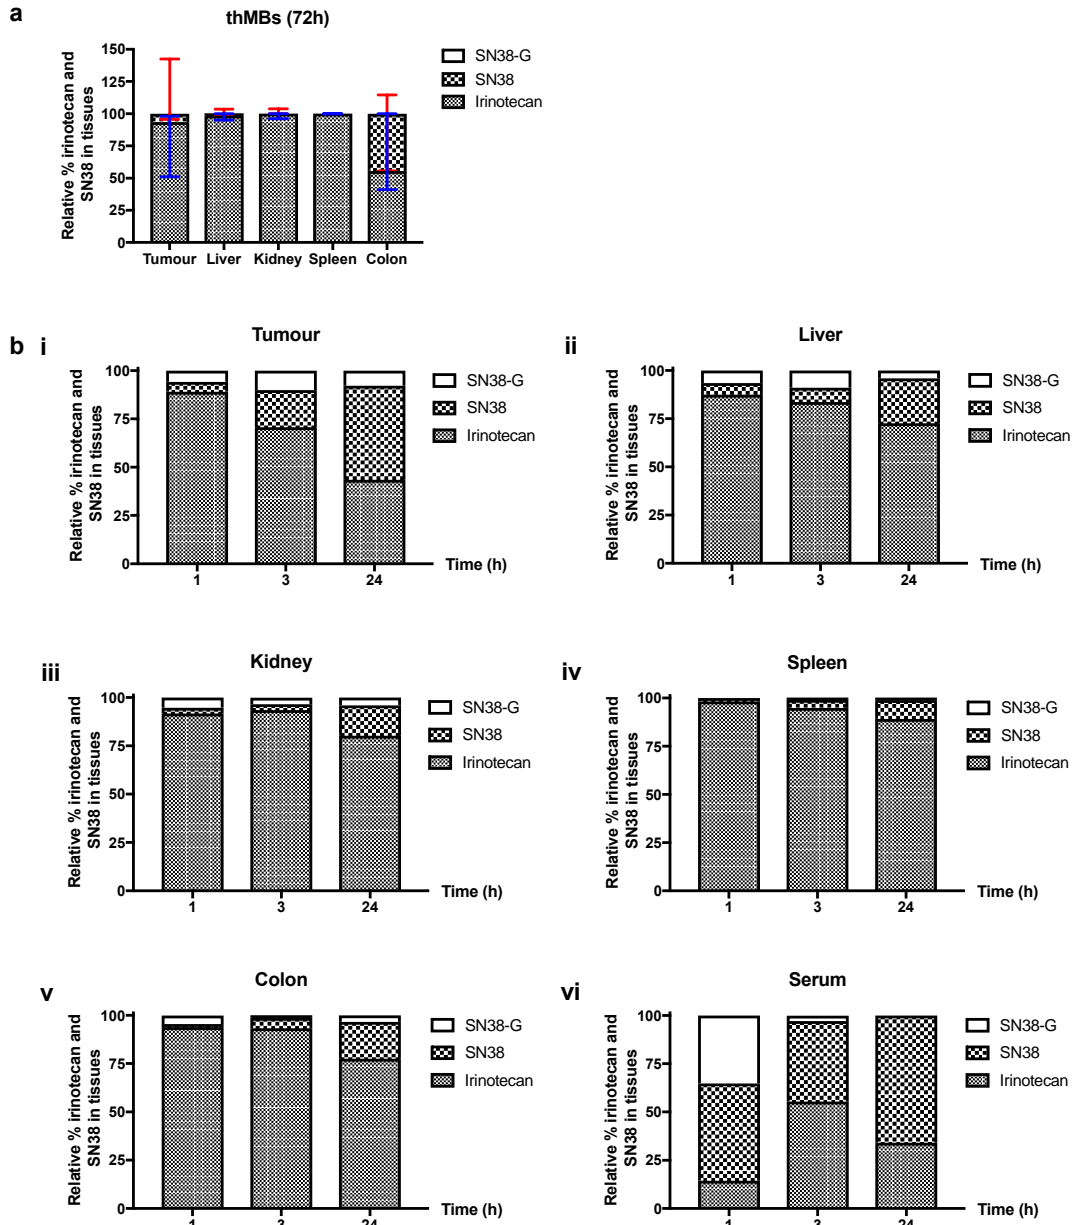 a
thMBs (72h)
Relative % irinotecan and
SN38 in tissues
150
125
100
75
50
25
0
Tumour Liver Kidney Spleen Colon
SN38-G
SN38
Irinotecan
b
i
Tumour
Relative % irinotecan and
SN38 in tissues
100
75
50
25
0
1 3 24
Time (h)
SN38-G
SN38
Irinotecan
ii
Liver
Relative % irinotecan and
SN38 in tissues
100
75
50
25
0
1 3 24
Time (h)
SN38-G
SN38
Irinotecan
iii
Kidney
Relative % irinotecan and
SN38 in tissues
100
75
50
25
0
1 3 24
Time (h)
SN38-G
SN38
Irinotecan
iv
Spleen
Relative % irinotecan and
SN38 in tissues
100
75
50
25
0
1 3 24
Time (h)
SN38-G
SN38
Irinotecan
v
Colon
Relative % irinotecan and
SN38 in tissues
100
75
50
25
0
1 3 24
Time (h)
SN38-G
SN38
Irinotecan
vi
Serum
Relative % irinotecan and
SN38 in tissues
100
75
50
25
0
1 3 24
Time (h)
SN38-G
SN38
Irinotecan